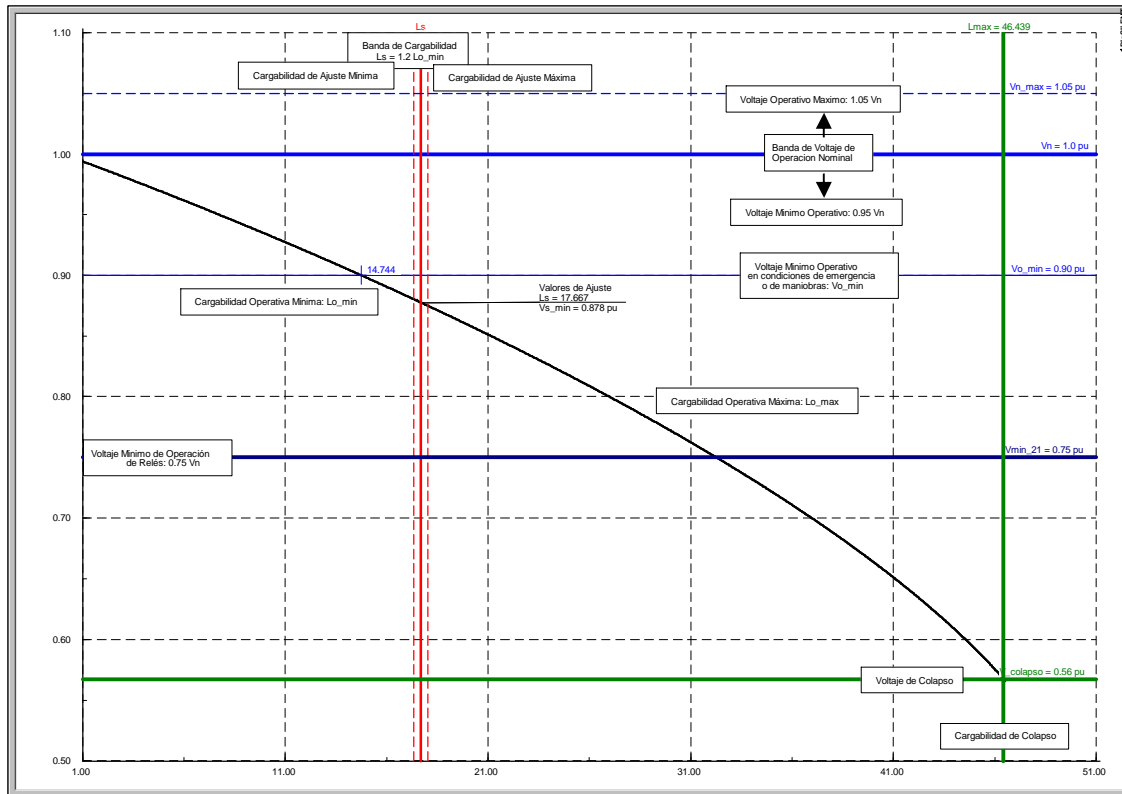 Ls
Lmax = 46.439
1.10
Banda de Cargabilidad
Ls = 1.2 Lo_min
Cargabilidad de Ajuste Minima
Cargabilidad de Ajuste Máxima
Vn_max = 1.05 pu
Voltaje Operativo Maximo: 1.05 Vn
Banda de Voltaje de
Operacion Nominal
Vn = 1.0 pu
1.00
Voltaje Minimo Operativo: 0.95 Vn
Voltaje Minimo Operativo
en condiciones de emergencia
o de maniobras: Vo_min
Vo_min = 0.90 pu
0.90
14.744
Cargabilidad Operativa Minima: Lo_min
Valores de Ajuste
Ls = 17.667
Vs_min = 0.878 pu
0.80
Cargabilidad Operativa Máxima: Lo_max
Voltaje Minimo de Operación
de Relés: 0.75 Vn
Vmin_21 = 0.75 pu
0.70
0.60
_colapso = 0.56 pu
Voltaje de Colapso
Cargabilidad de Colapso
0.50
1.00
11.00
21.00
31.00
41.00
51.00